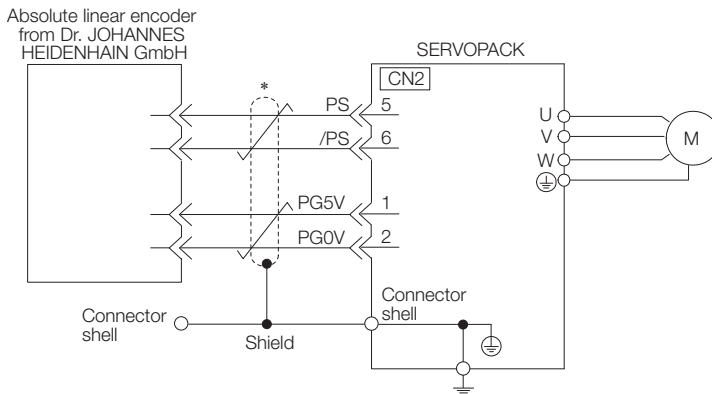 Absolute linear encoder
from Dr. JOHANNES
HEIDENHAIN GmbH
SERVOPACK
CN2
*
PS 5
/PS 6
PG5V 1
PG0V 2
U
V
W
M
Connector
shell
Shield
Connector
shell